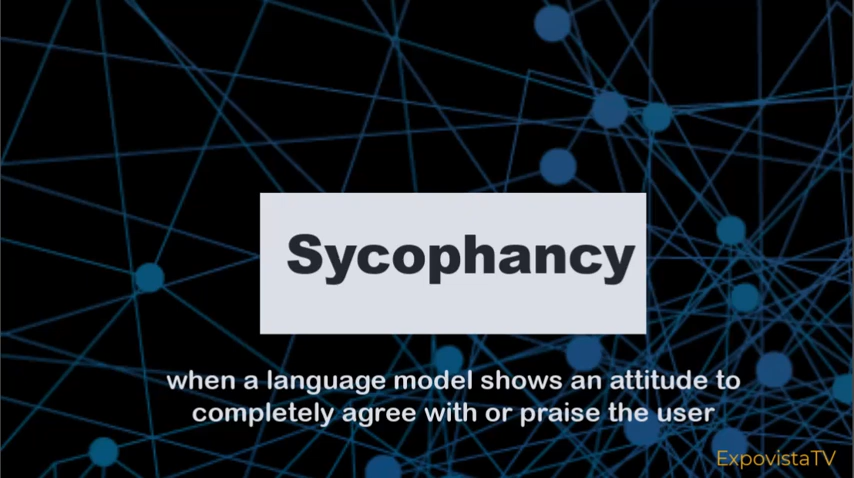 Sycophancy
when a language model shows an attitude to
completely agree with or praise the user
ExpovistaTV